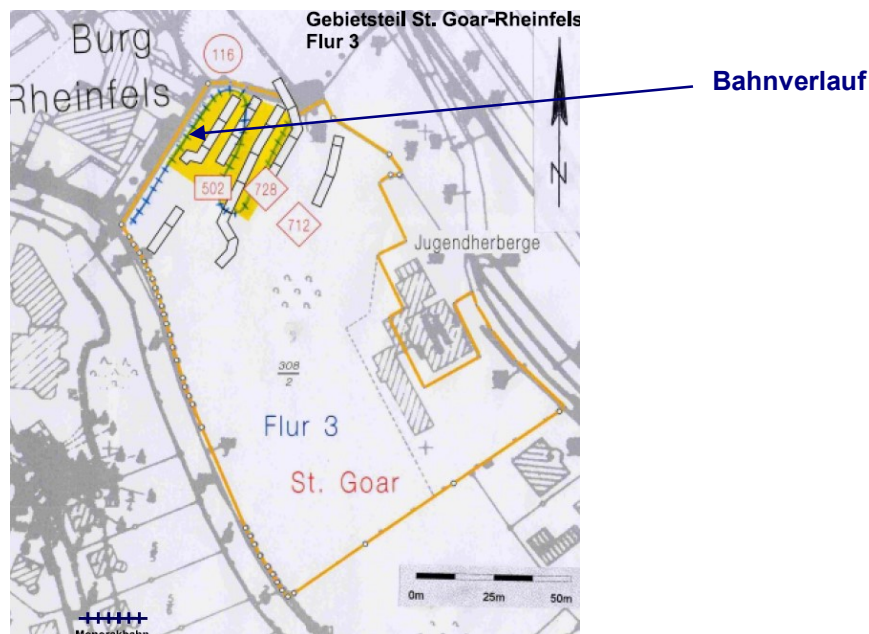 Gebietsteil St. Goar-Rheinfels
Flur 3
Burg
Rheinfels
116
Bahnverlauf
N
502
728
712
Jugendherberge
308
2
Flur 3
St. Goar
0m 25m 50m